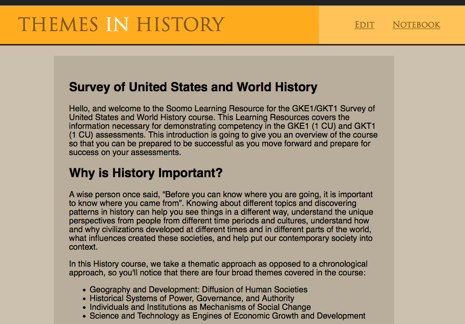 THEMES IN HISTORY
EDIT NOTEBOOK
Survey of United States and World History
Hello, and welcome to the Soomo Learning Resource for the GKE1/GKT1 Survey of
United States and World History course. This Learning Resources covers the
information necessary for demonstrating competency in the GKE1 (1 CU) and GKT1
(1 CU) assessments. This introduction is going to give you an overview of the course
so that you can be prepared to be successful as you move forward and prepare for
success on your assessments.
Why is History Important?
A wise person once said, "Before you can know where you are going, it is important
to know where you came from". Knowing about different topics and discovering
patterns in history can help you see things in a different way, understand the unique
perspectives from people from different time periods and cultures, understand how
and why civilizations developed at different times and in different parts of the world,
what influences created these societies, and help put our contemporary society into
context.
In this History course, we take a thematic approach as opposed to a chronological
approach, so you'll notice that there are four broad themes covered in the course:
• Geography and Development: Diffusion of Human Societies
• Historical Systems of Power, Governance, and Authority
• Individuals and Institutions as Mechanisms of Social Change
• Science and Technology as Engines of Economic Growth and Development